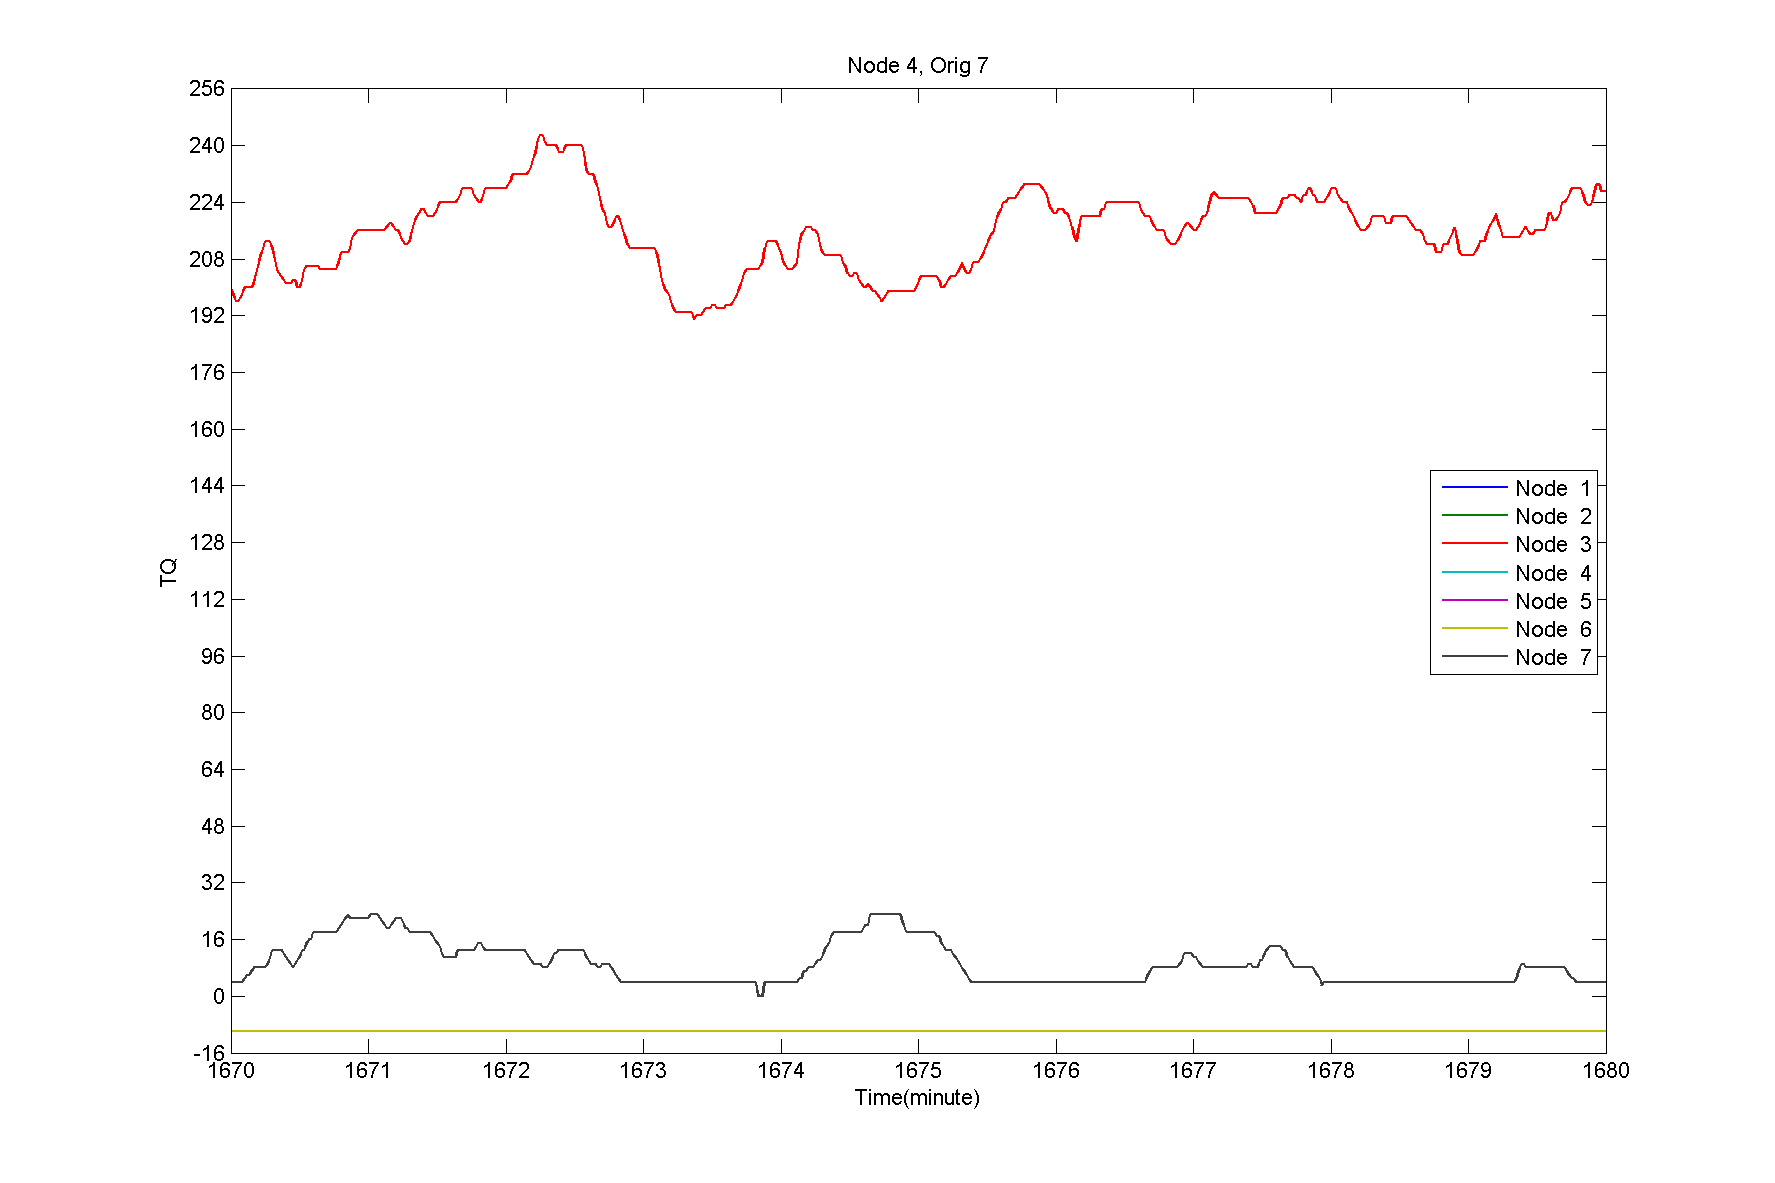 Node 4, Orig 7
256
240
224
208
192
176
160
144
128
112
96
80
64
48
32
16
0
-16
TQ
Node 1
Node 2
Node 3
Node 4
Node 5
Node 6
Node 7
1670 1671 1672 1673 1674 1675 1676 1677 1678 1679 1680
Time(minute)